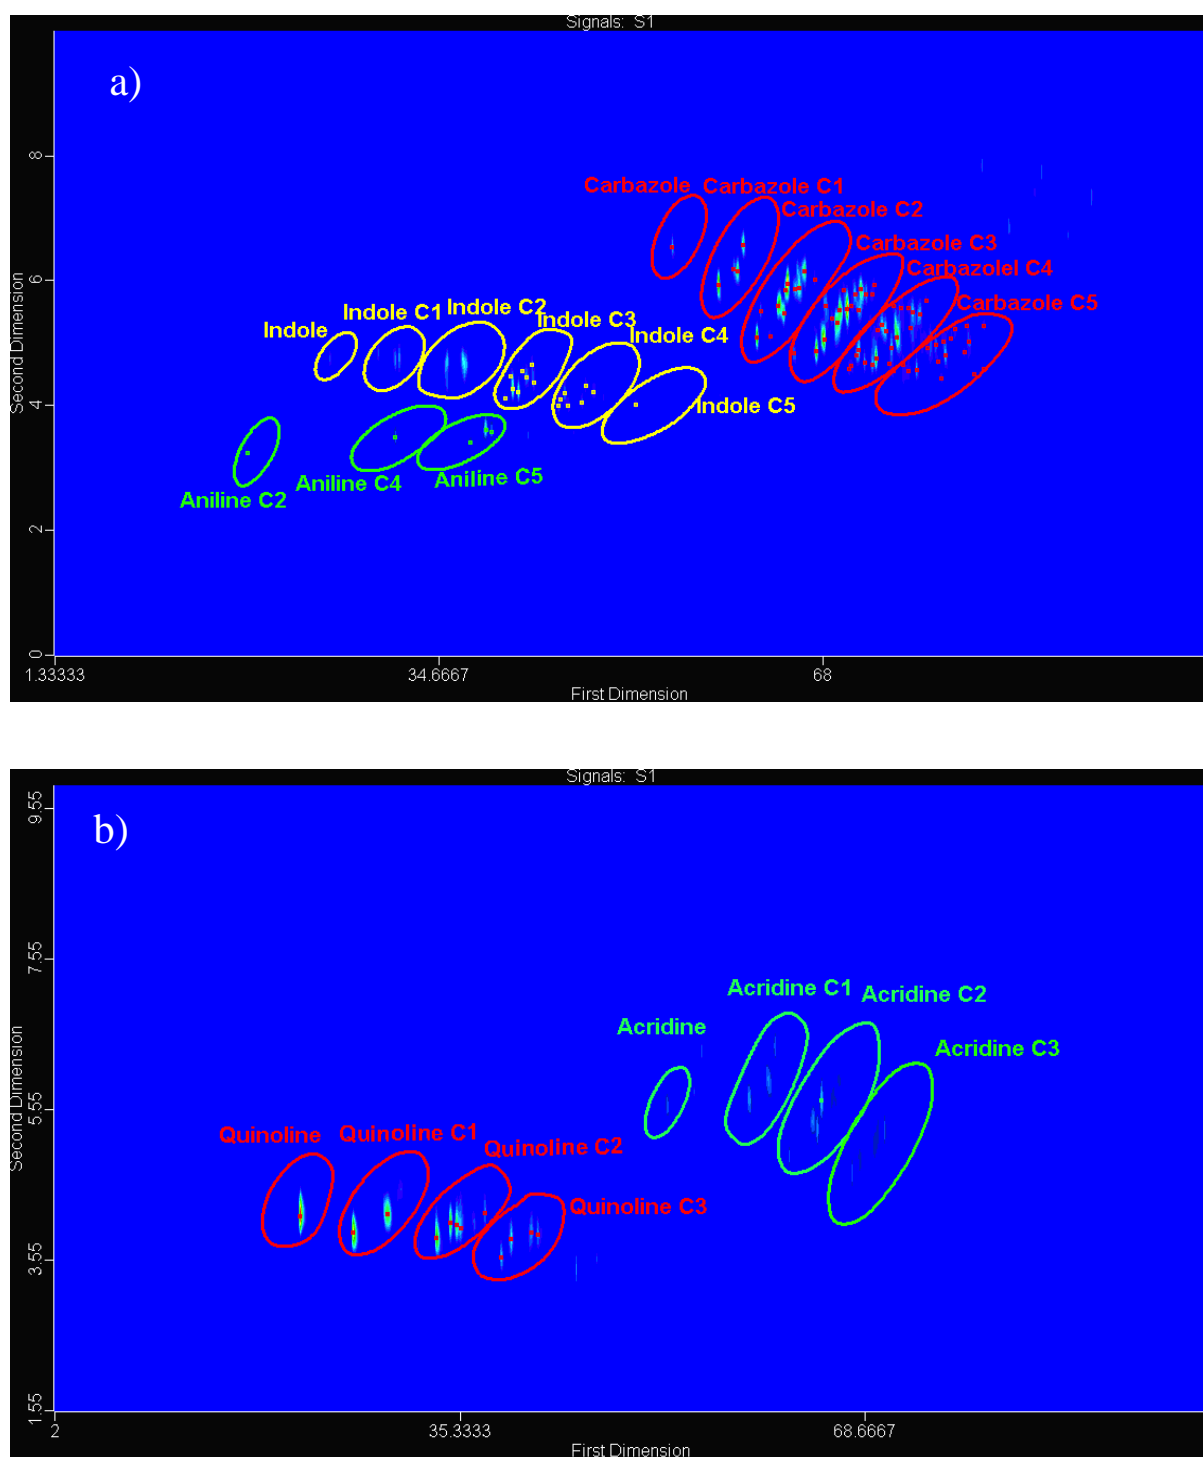 Signals: S1
a)
8
6
4
2
0
Second Dimension
Carbazole
Carbazole C1
Carbazole C2
Carbazole C3
Carbazolel C4
Carbazole C5
Indole
Indole C1
Indole C2
Indole C3
Indole C4
Indole C5
Aniline C2
Aniline C4
Aniline C5
1.33333
34.6667
68
First Dimension
Signals: S1
b)
9.55
7.55
5.55
3.55
1.55
Second Dimension
Acridine
Acridine C1
Acridine C2
Acridine C3
Quinoline
Quinoline C1
Quinoline C2
Quinoline C3
2
35.3333
68.6667
First Dimension